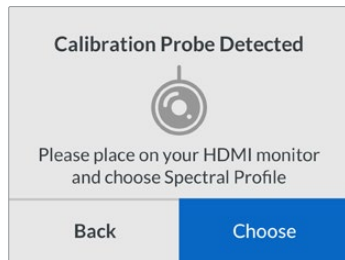 Calibration Probe Detected
Please place on your HDMI monitor
and choose Spectral Profile
Back
Choose